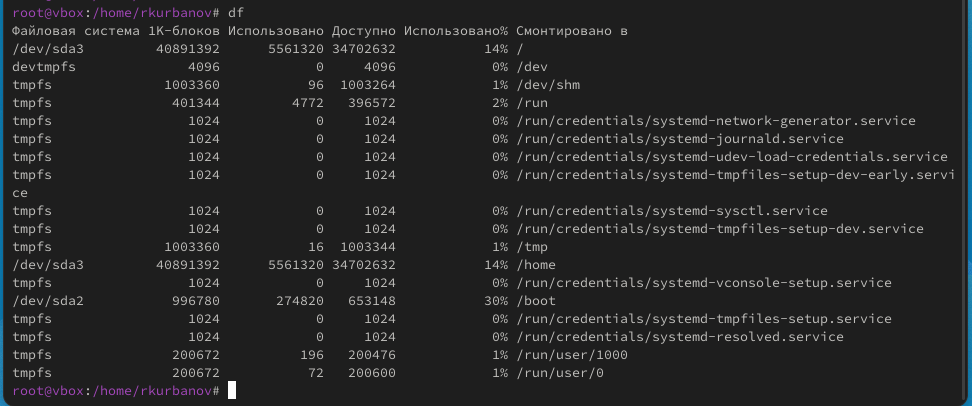 root@vbox:/home/rkurbanov# df
Файловая система 1K-блоков Использовано Доступно Использовано% Смонтировано в
/dev/sda3         40891392      5561320 34702632           14% /
devtmpfs              4096            0     4096            0% /dev
tmpfs              1003360           96  1003264            1% /dev/shm
tmpfs               401344         4772   396572            2% /run
tmpfs                 1024            0     1024            0% /run/credentials/systemd-network-generator.service
tmpfs                 1024            0     1024            0% /run/credentials/systemd-journald.service
tmpfs                 1024            0     1024            0% /run/credentials/systemd-udev-load-credentials.service
tmpfs                 1024            0     1024            0% /run/credentials/systemd-tmpfiles-setup-dev-early.servi
ce
tmpfs                 1024            0     1024            0% /run/credentials/systemd-sysctl.service
tmpfs                 1024            0     1024            0% /run/credentials/systemd-tmpfiles-setup-dev.service
tmpfs              1003360           16  1003344            1% /tmp
/dev/sda3         40891392      5561320 34702632           14% /home
tmpfs                 1024            0     1024            0% /run/credentials/systemd-vconsole-setup.service
/dev/sda2           996780       274820   653148           30% /boot
tmpfs                 1024            0     1024            0% /run/credentials/systemd-tmpfiles-setup.service
tmpfs                 1024            0     1024            0% /run/credentials/systemd-resolved.service
tmpfs               200672          196   200476            1% /run/user/1000
tmpfs               200672           72   200600            1% /run/user/0
root@vbox:/home/rkurbanov#